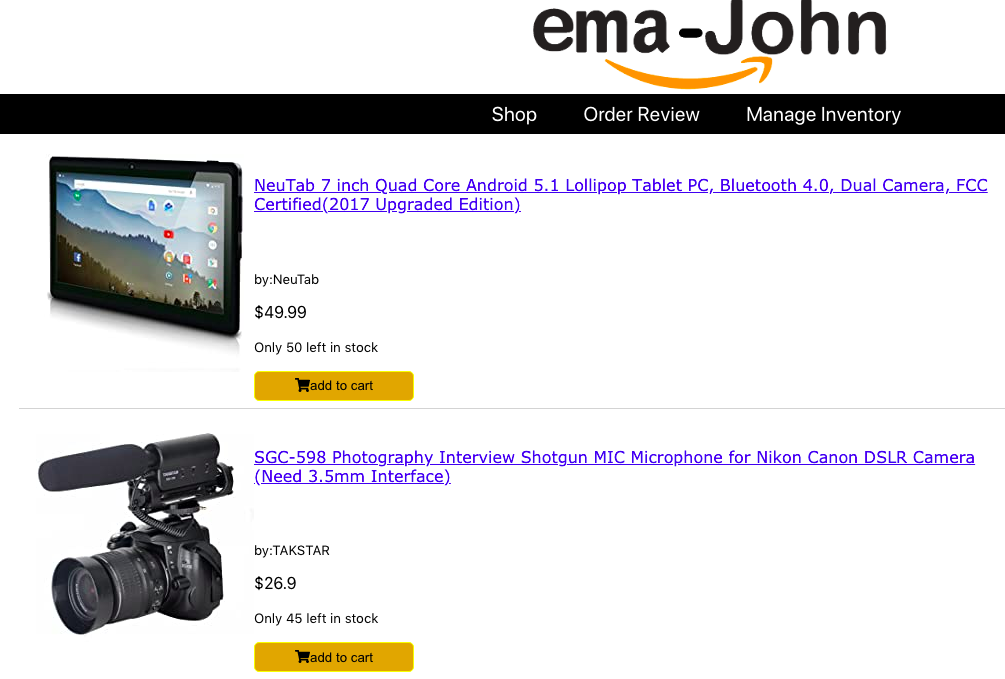 ema-John
Shop Order Review Manage Inventory
NeuTab 7 inch Quad Core Android 5.1 Lollipop Tablet PC, Bluetooth 4.0, Dual Camera, FCC
Certified(2017 Upgraded Edition)
by:NeuTab
$49.99
Only 50 left in stock
add to cart
SGC-598 Photography Interview Shotgun MIC Microphone for Nikon Canon DSLR Camera
(Need 3.5mm Interface)
by:TAKSTAR
$26.9
Only 45 left in stock
add to cart